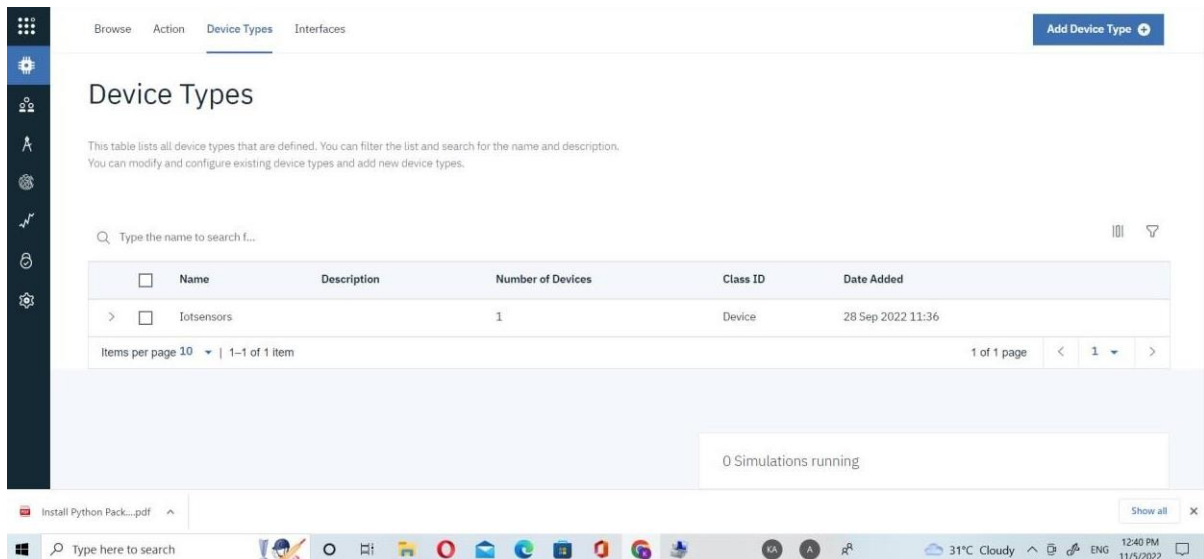 Browse Action Device Types Interfaces Add Device Type
Device Types
This table lists all device types that are defined. You can filter the list and search for the name and description.
You can modify and configure existing device types and add new device types.
Type the name to search f...
Name Description Number of Devices Class ID Date Added
Iotsensors 1 Device 28 Sep 2022 11:36
Items per page 10 | 1–1 of 1 item 1 of 1 page 1
0 Simulations running
Install Python Pack....pdf Show all
Type here to search KA A 31°C Cloudy ENG 12:40 PM
11/5/2022